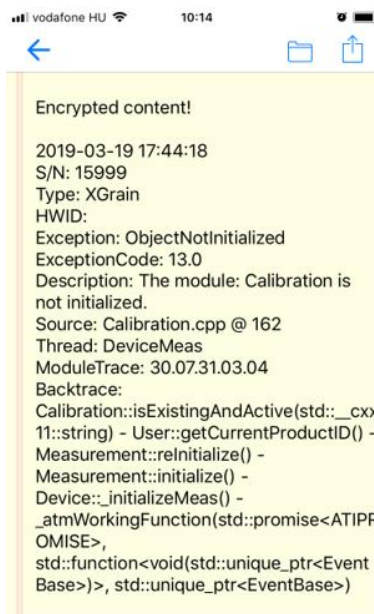 vodafone HU 10:14
Encrypted content!
2019-03-19 17:44:18
S/N: 15999
Type: XGrain
HWID:
Exception: ObjectNotInitialized
ExceptionCode: 13.0
Description: The module: Calibration is
not initialized.
Source: Calibration.cpp @ 162
Thread: DeviceMeas
ModuleTrace: 30.07.31.03.04
Backtrace:
Calibration::isExistingAndActive(std::__cxx
11::string) - User::getCurrentProductID() -
Measurement::reInitialize() -
Measurement::initialize() -
Device::_initializeMeas() -
_atmWorkingFunction(std::promise<ATIPR
OMISE>,
std::function<void(std::unique_ptr<Event
Base>)>, std::unique_ptr<EventBase>)